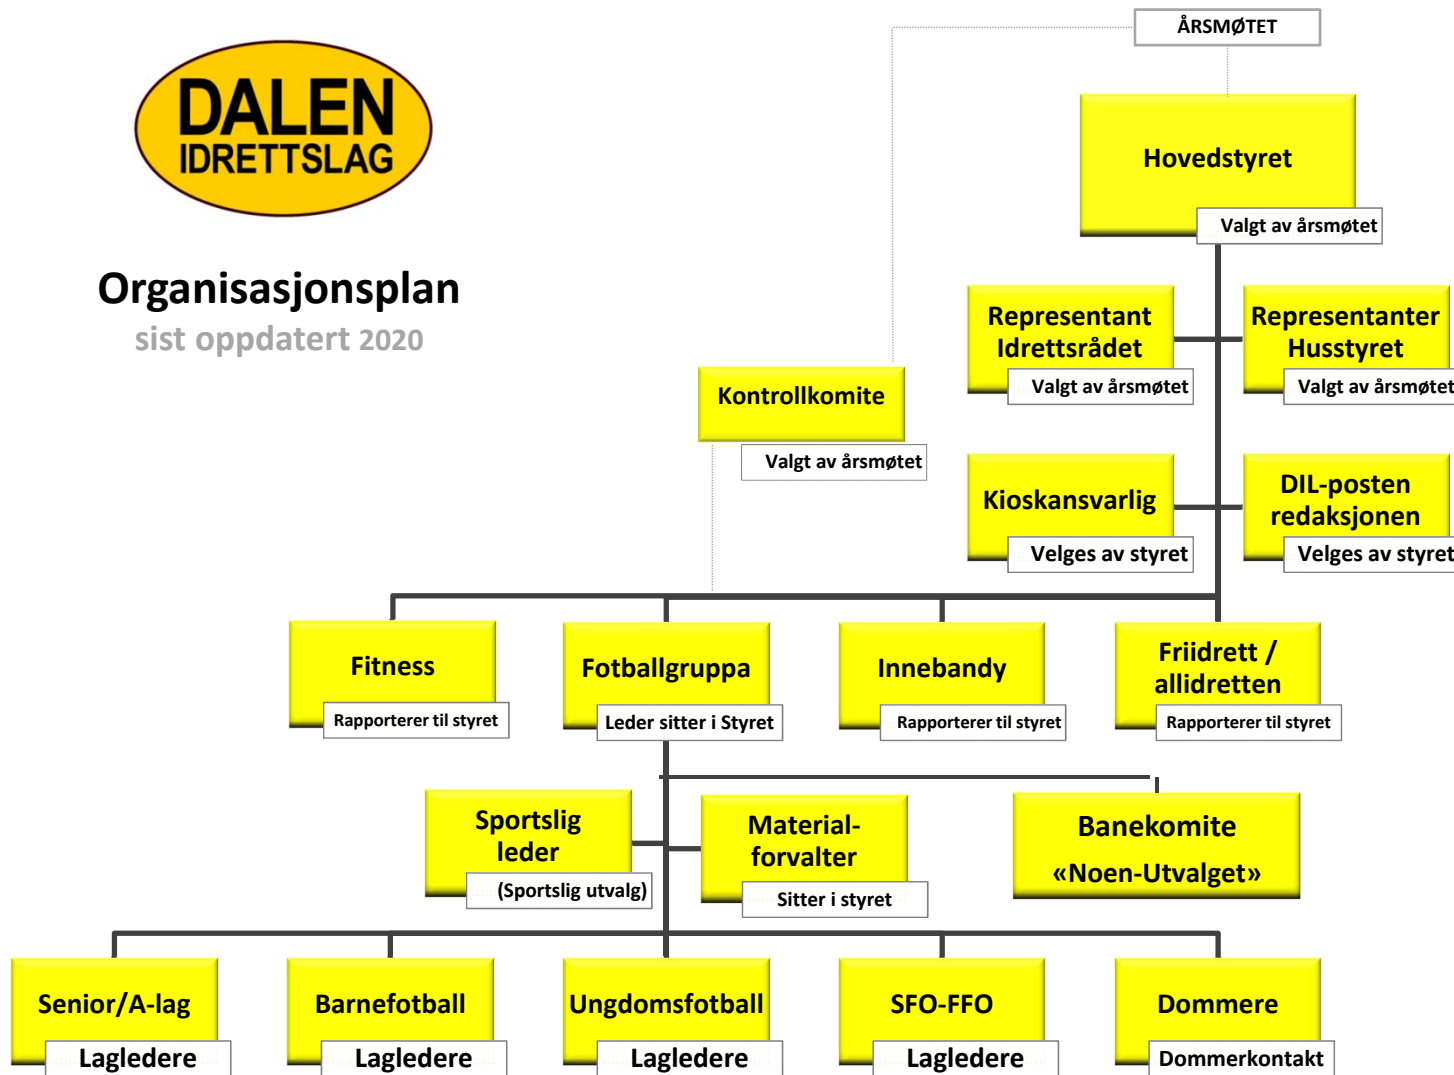 ÅRSMØTET
DALEN
IDRETTSLAG
Hovedstyret
Valgt av årsmøtet
Organisasjonsplan
sist oppdatert 2020
Representant
Idrettsrådet
Valgt av årsmøtet
Representanter
Husstyret
Valgt av årsmøtet
Kontrollkomite
Valgt av årsmøtet
Kioskansvarlig
Velges av styret
DIL-posten
redaksjonen
Velges av styret
Fitness
Rapporterer til styret
Fotballgruppa
Leder sitter i Styret
Innebandy
Rapporterer til styret
Friidrett /
allidretten
Rapporterer til styret
Sportslig
leder
(Sportslig utvalg)
Material-
forvalter
Sitter i styret
Banekomite
«Noen-Utvalget»
Senior/A-lag
Lagledere
Barnefotball
Lagledere
Ungdomsfotball
Lagledere
SFO-FFO
Lagledere
Dommere
Dommerkontakt